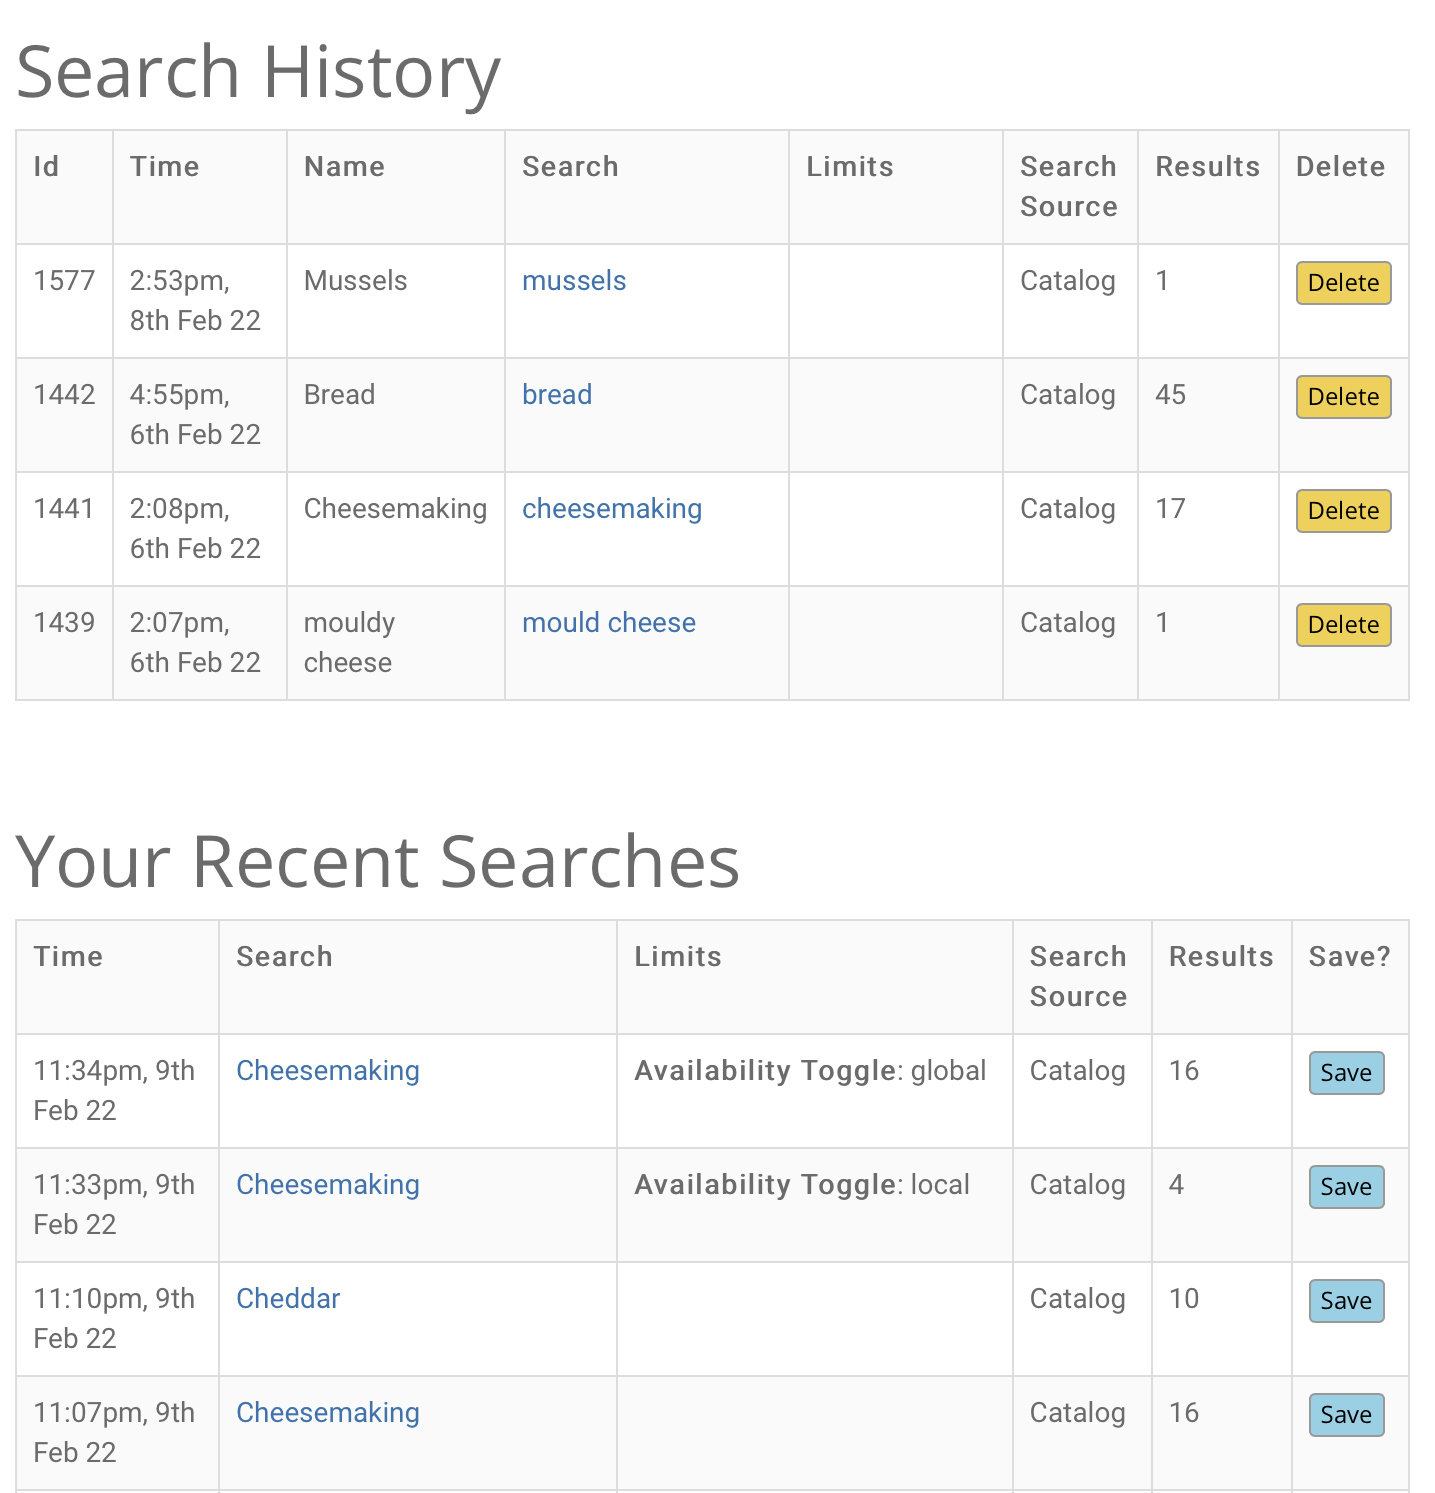 Search History
Id Time Name Search Limits Search Source Results Delete
1577 2:53pm, 8th Feb 22 Mussels mussels Catalog 1 Delete
1442 4:55pm, 6th Feb 22 Bread bread Catalog 45 Delete
1441 2:08pm, 6th Feb 22 Cheesemaking cheesemaking Catalog 17 Delete
1439 2:07pm, 6th Feb 22 mouldy cheese mould cheese Catalog 1 Delete
Your Recent Searches
Time Search Limits Search Source Results Save?
11:34pm, 9th Feb 22 Cheesemaking Availability Toggle: global Catalog 16 Save
11:33pm, 9th Feb 22 Cheesemaking Availability Toggle: local Catalog 4 Save
11:10pm, 9th Feb 22 Cheddar Catalog 10 Save
11:07pm, 9th Feb 22 Cheesemaking Catalog 16 Save